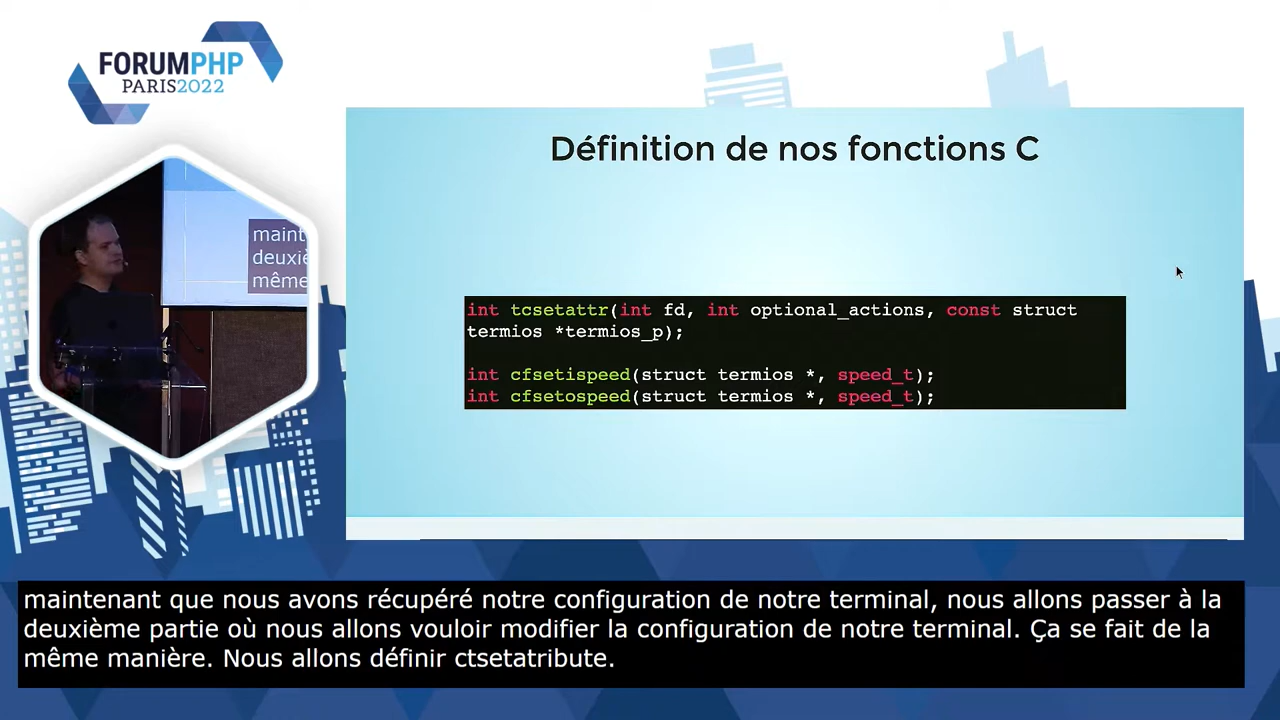 FORUMPHP
PARIS2022
Définition de nos fonctions C
maint
deuxiè
même
int tcsetattr(int fd, int optional_actions, const struct
termios *termios_p);
int cfsetispeed(struct termios *, speed_t);
int cfsetospeed(struct termios *, speed_t);
maintenant que nous avons récupéré notre configuration de notre terminal, nous allons passer à la
deuxième partie où nous allons vouloir modifier la configuration de notre terminal. Ça se fait de la
même manière. Nous allons définir ctsetatribute.